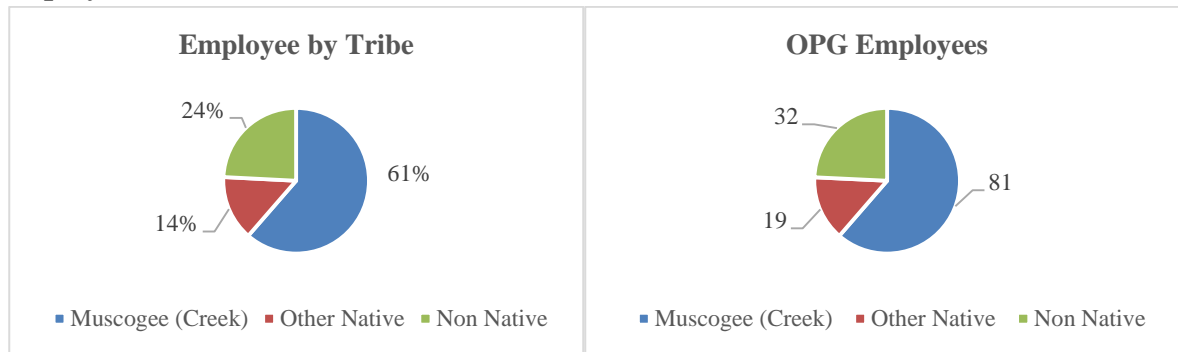 Employee by Tribe
24%
61%
14%
Muscogee (Creek) Other Native Non Native
OPG Employees
32
81
19
Muscogee (Creek) Other Native Non Native